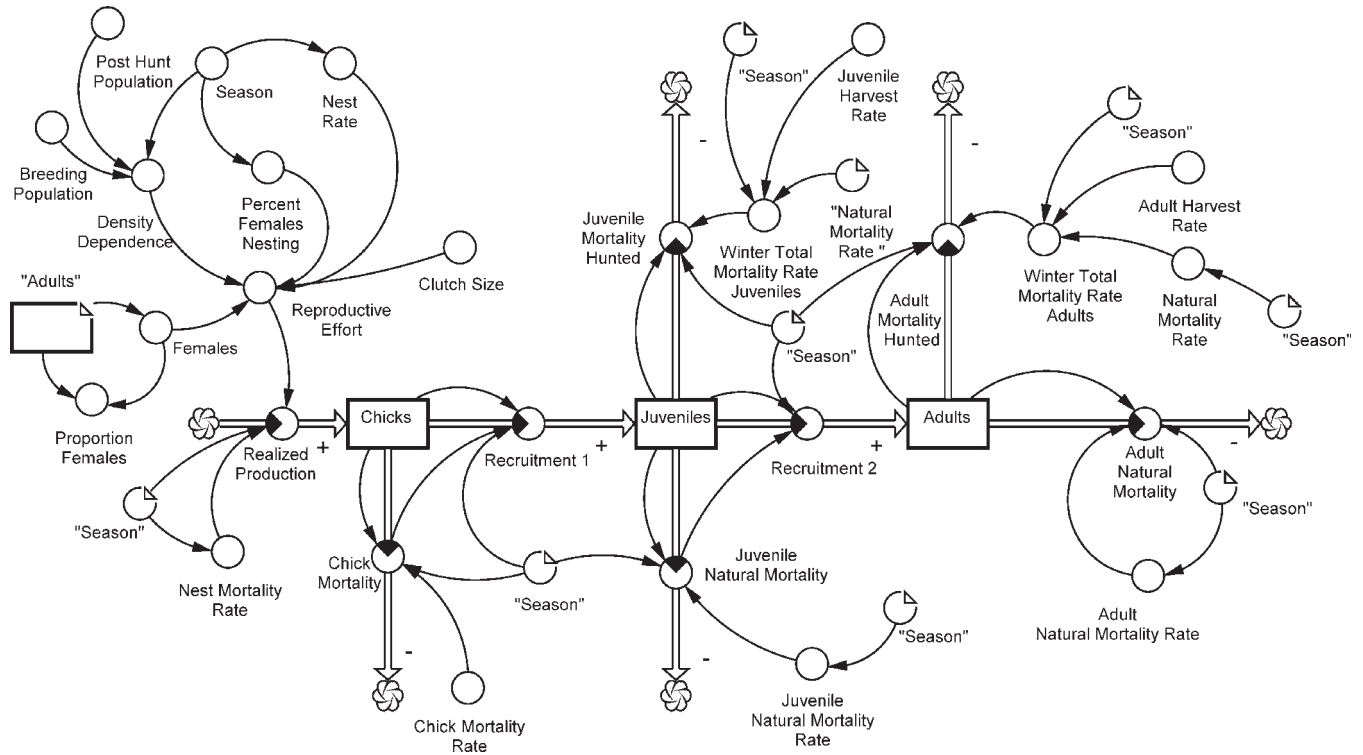 Post Hunt
Population
Season
Nest
Rate
"Season"
Juvenile
Harvest
Rate
-
-
"Season"
Breeding
Population
Density
Dependence
Percent
Females
Nesting
Juvenile
Mortality
Hunted
"Natural
Mortality
Rate "
Winter Total
Mortality Rate
Juveniles
Adult Harvest
Rate
Clutch Size
"Adults"
Reproductive
Effort
Females
Adult
Mortality
Hunted
Winter Total
Mortality Rate
Adults
Natural
Mortality
Rate
"Season"
"Season"
Proportion
Females
Realized
Production
+
Chicks
Recruitment 1
+
Juveniles
Recruitment 2
+
Adults
Adult
Natural
Mortality
-
"Season"
"Season"
Nest Mortality
Rate
Chick
Mortality
"Season"
Juvenile
Natural Mortality
"Season"
Adult
Natural Mortality Rate
-
-
Chick Mortality
Rate
Juvenile
Natural Mortality
Rate